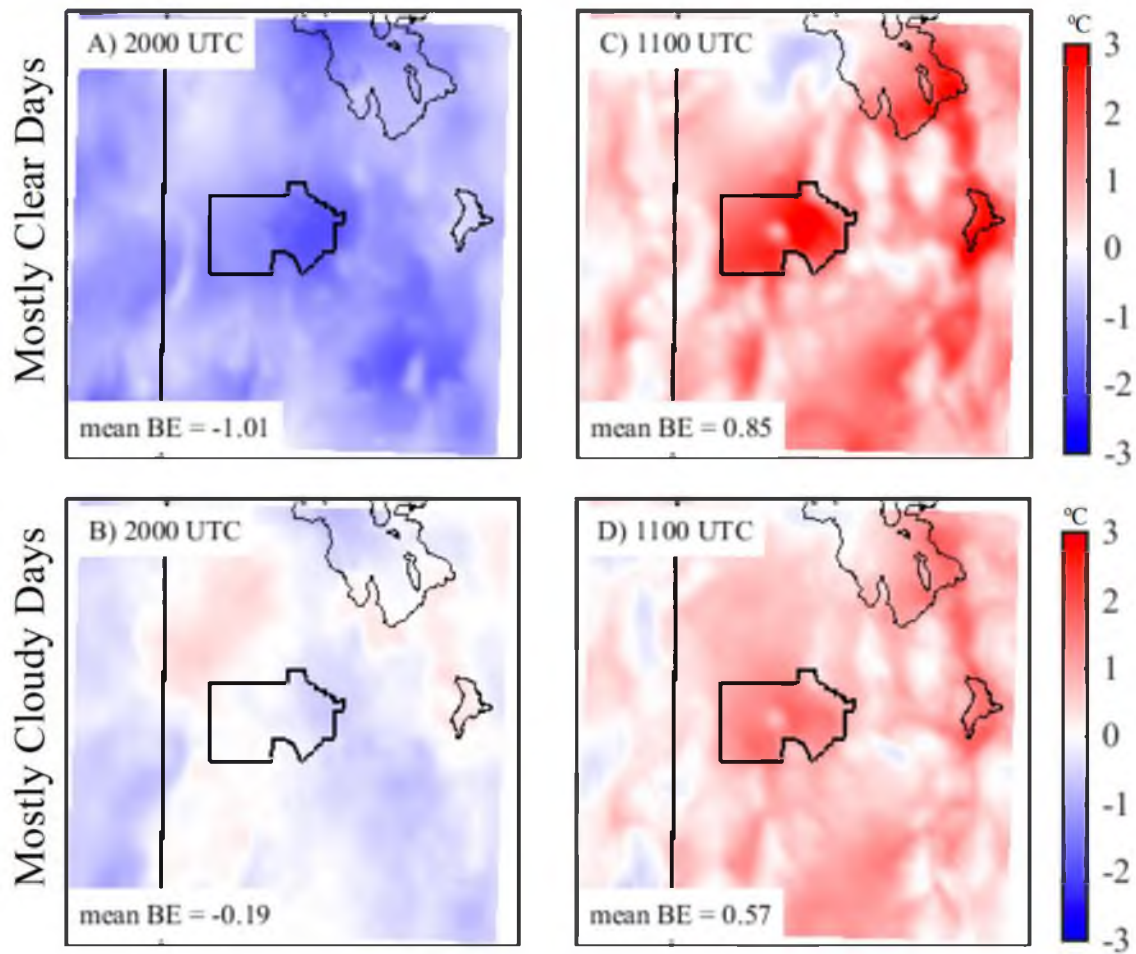 Mostly Clear Days
A) 2000 UTC
mean BE = -1.01
C) 1100 UTC
mean BE = 0.85
ºC
3
2
1
0
-1
-2
-3
Mostly Cloudy Days
B) 2000 UTC
mean BE = -0.19
D) 1100 UTC
mean BE = 0.57
ºC
3
2
1
0
-1
-2
-3